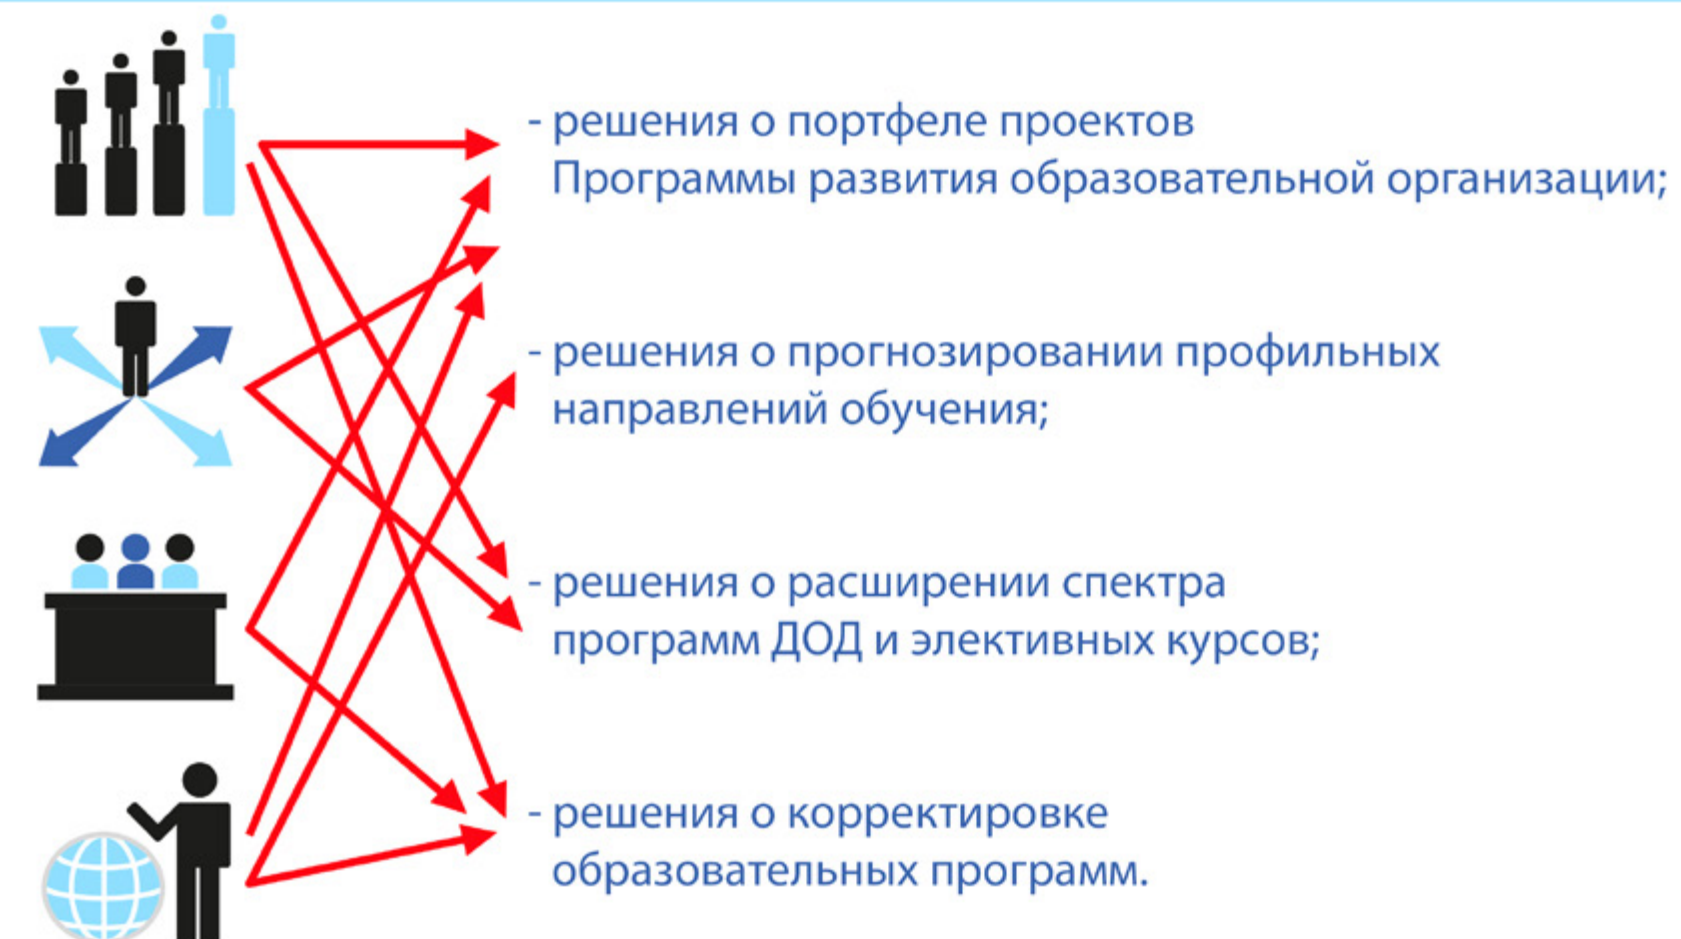 - решения о портфеле проектов
Программы развития образовательной организации;
- решения о прогнозировании профильных
направлений обучения;
- решения о расширении спектра
программ ДОД и элективных курсов;
- решения о корректировке
образовательных программ.